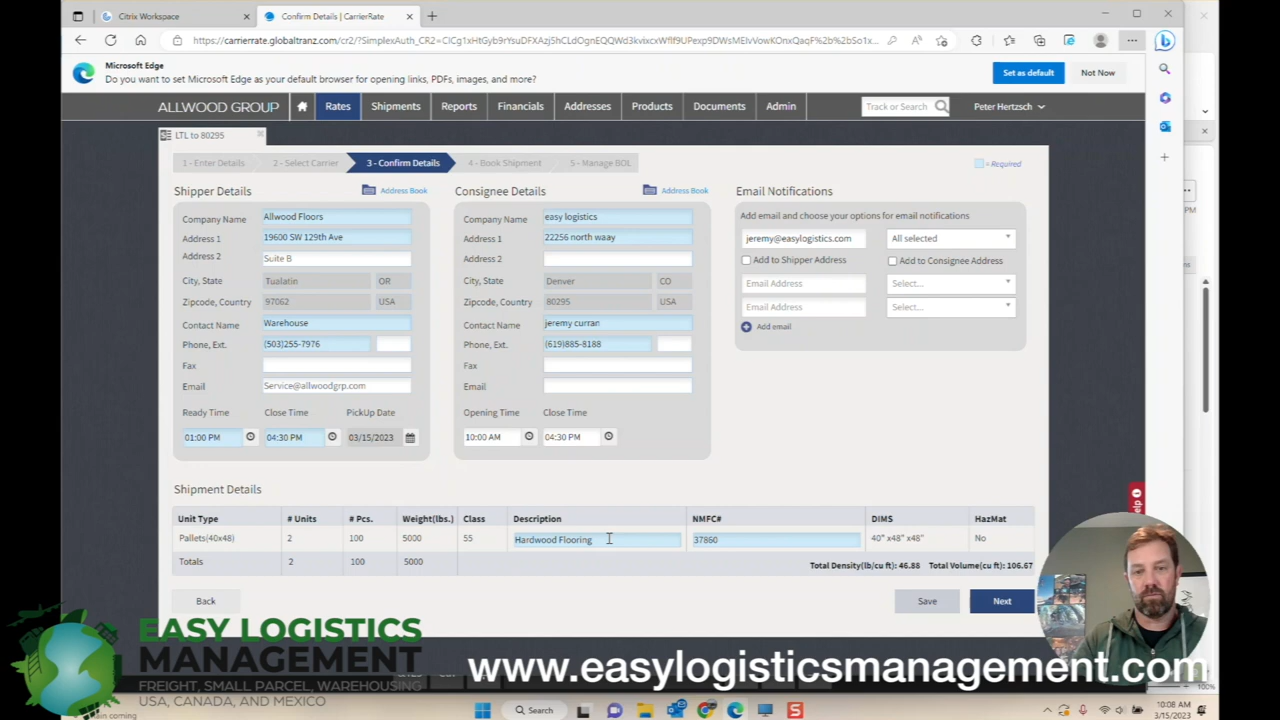 Citrix Workspace
Confirm Details | CarrierRate
https://carrierrate.globaltranz.com/cr2/?SimplexAuth_CR2=
Microsoft Edge
Do you want to set Microsoft Edge as your default browser for opening links, PDFs, images, and more?
Set as default
Not Now
ALLWOOD GROUP
Rates
Shipments
Reports
Financials
Addresses
Products
Documents
Admin
Track or Search
Peter Hertzsch
LTL to 80295
1 - Enter Details
2 - Select Carrier
3 - Confirm Details
4 - Book Shipment
5 - Manage BOL
= Required
Shipper Details
Address Book
Company Name Allwood Floors
Address 1 19600 SW 129th Ave
Address 2 Suite B
City, State Tualatin OR
Zipcode, Country 97062 USA
Contact Name Warehouse
Phone, Ext. (503)255-7976
Fax
Email Service@allwoodgrp.com
Ready Time Close Time PickUp Date
01:00 PM 04:30 PM 03/15/2023
Consignee Details
Address Book
Company Name easy logistics
Address 1 22256 north waay
Address 2
City, State Denver CO
Zipcode, Country 80295 USA
Contact Name jeremy curran
Phone, Ext. (619)885-8188
Fax
Email
Opening Time Close Time
10:00 AM 04:30 PM
Email Notifications
Add email and choose your options for email notifications
jeremy@easylogistics.com All selected
Add to Shipper Address Add to Consignee Address
Email Address Select...
Email Address Select...
Add email
Shipment Details
Unit Type # Units # Pcs. Weight(lbs.) Class Description NMFC# DIMS HazMat
Pallets(40x48) 2 100 5000 55 Hardwood Flooring 37860 40" x48" x48" No
Totals 2 100 5000
Total Density(lb/cu ft): 46.88 Total Volume(cu ft): 106.67
Back
Save
Next
EASY LOGISTICS
MANAGEMENT
FREIGHT, SMALL PARCEL, WAREHOUSING
USA, CANADA, AND MEXICO
www.easylogisticsmanagement.com
100%
Rain coming
Search
10:08 AM
3/15/2023